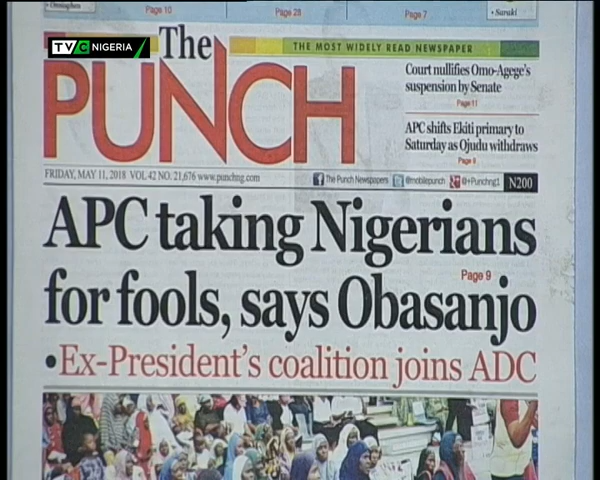 Page 10
Page 28
Page 7
• Saraki
TVC NIGERIA
The
PUNCH
THE MOST WIDELY READ NEWSPAPER
Court nullifies Omo-Agege's
suspension by Senate
Page 11
APC shifts Ekiti primary to
Saturday as Ojudu withdraws
Page 9
FRIDAY, MAY 11, 2018 VOL 42 NO. 21,676 www.punchng.com
The Punch Newspapers @mobilepunch @+Punchng1 N200
APC taking Nigerians
Page 9
for fools, says Obasanjo
•Ex-President's coalition joins ADC